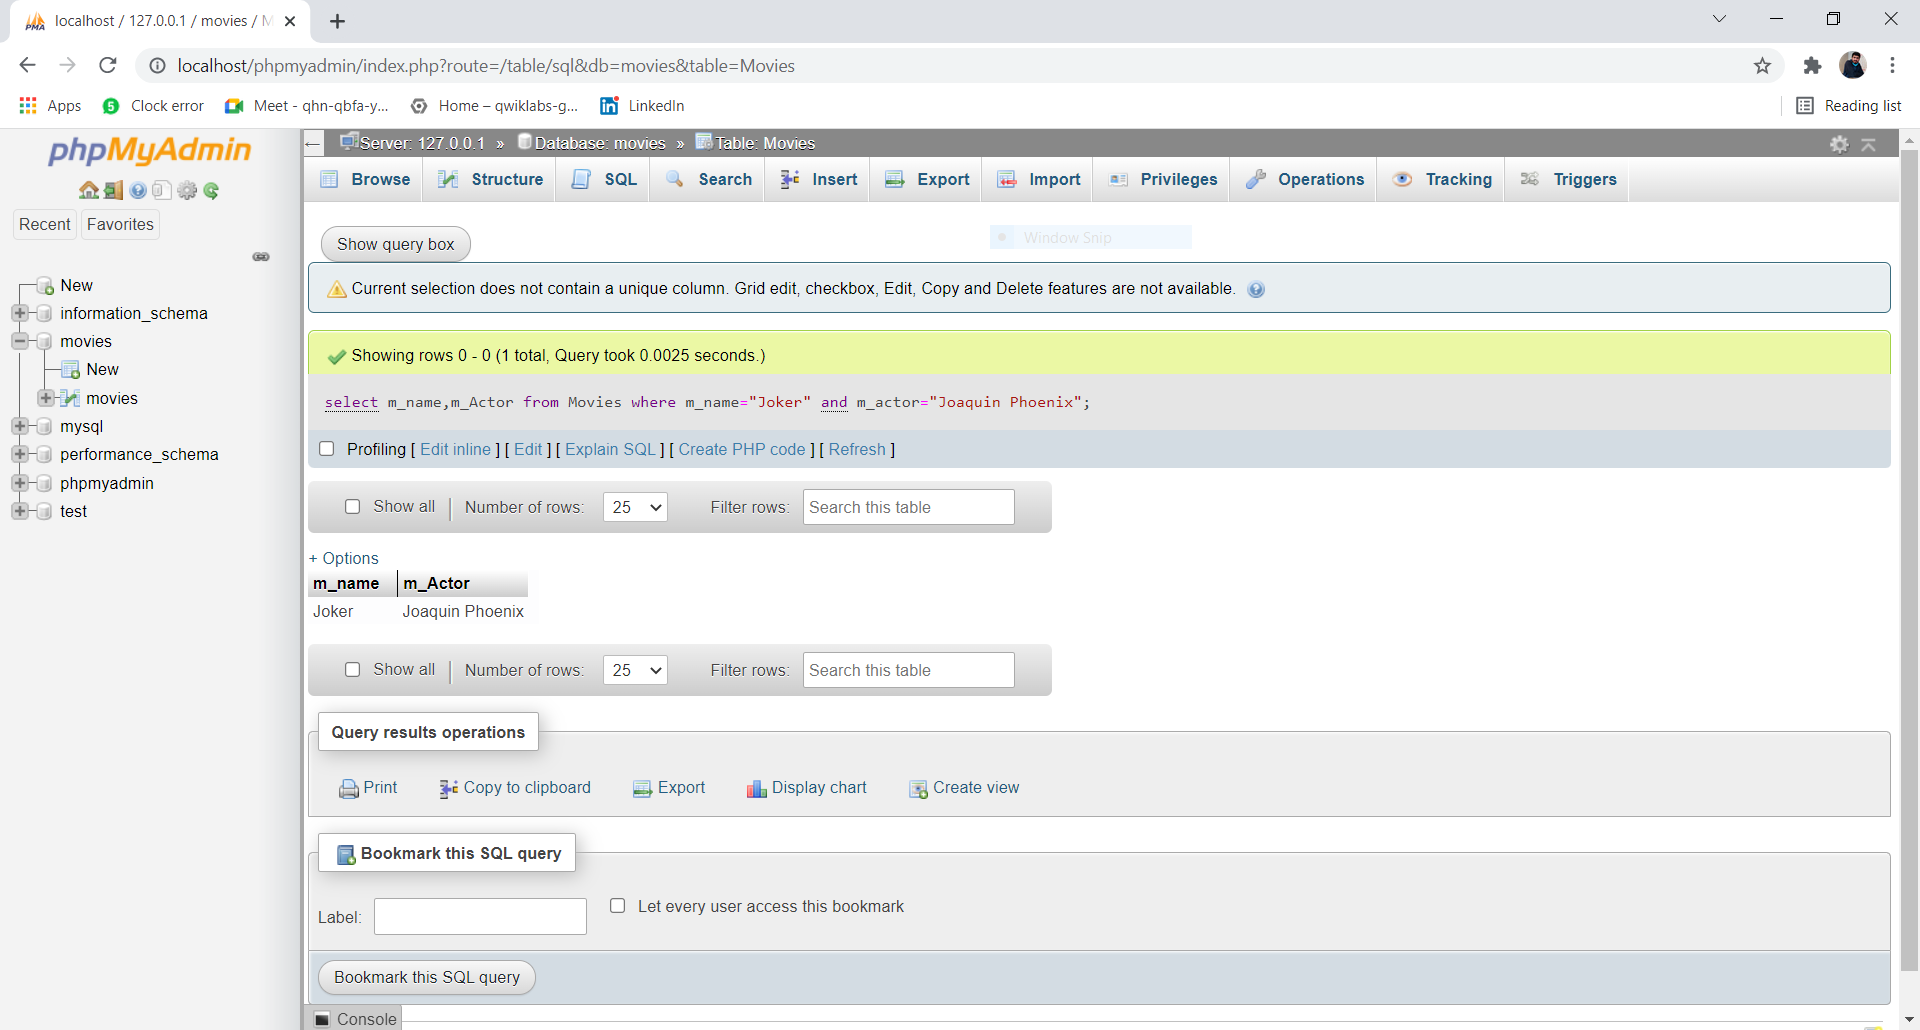 localhost / 127.0.0.1 / movies / M
localhost/phpmyadmin/index.php?route=/table/sql&db=movies&table=Movies
Apps
5
Clock error
Meet - qhn-qbfa-y...
Home – qwiklabs-g...
in
LinkedIn
Reading list
phpMyAdmin
Recent
Favorites
New
information_schema
movies
New
movies
mysql
performance_schema
phpmyadmin
test
Server: 127.0.0.1 » Database: movies » Table: Movies
Browse
Structure
SQL
Search
Insert
Export
Import
Privileges
Operations
Tracking
Triggers
Show query box
Window Snip
Current selection does not contain a unique column. Grid edit, checkbox, Edit, Copy and Delete features are not available.
Showing rows 0 - 0 (1 total, Query took 0.0025 seconds.)
select m_name,m_Actor from Movies where m_name="Joker" and m_actor="Joaquin Phoenix";
Profiling [ Edit inline ] [ Edit ] [ Explain SQL ] [ Create PHP code ] [ Refresh ]
Show all | Number of rows: 25 Filter rows: Search this table
+ Options
m_name m_Actor
Joker Joaquin Phoenix
Show all | Number of rows: 25 Filter rows: Search this table
Query results operations
Print
Copy to clipboard
Export
Display chart
Create view
Bookmark this SQL query
Label:
Let every user access this bookmark
Bookmark this SQL query
Console